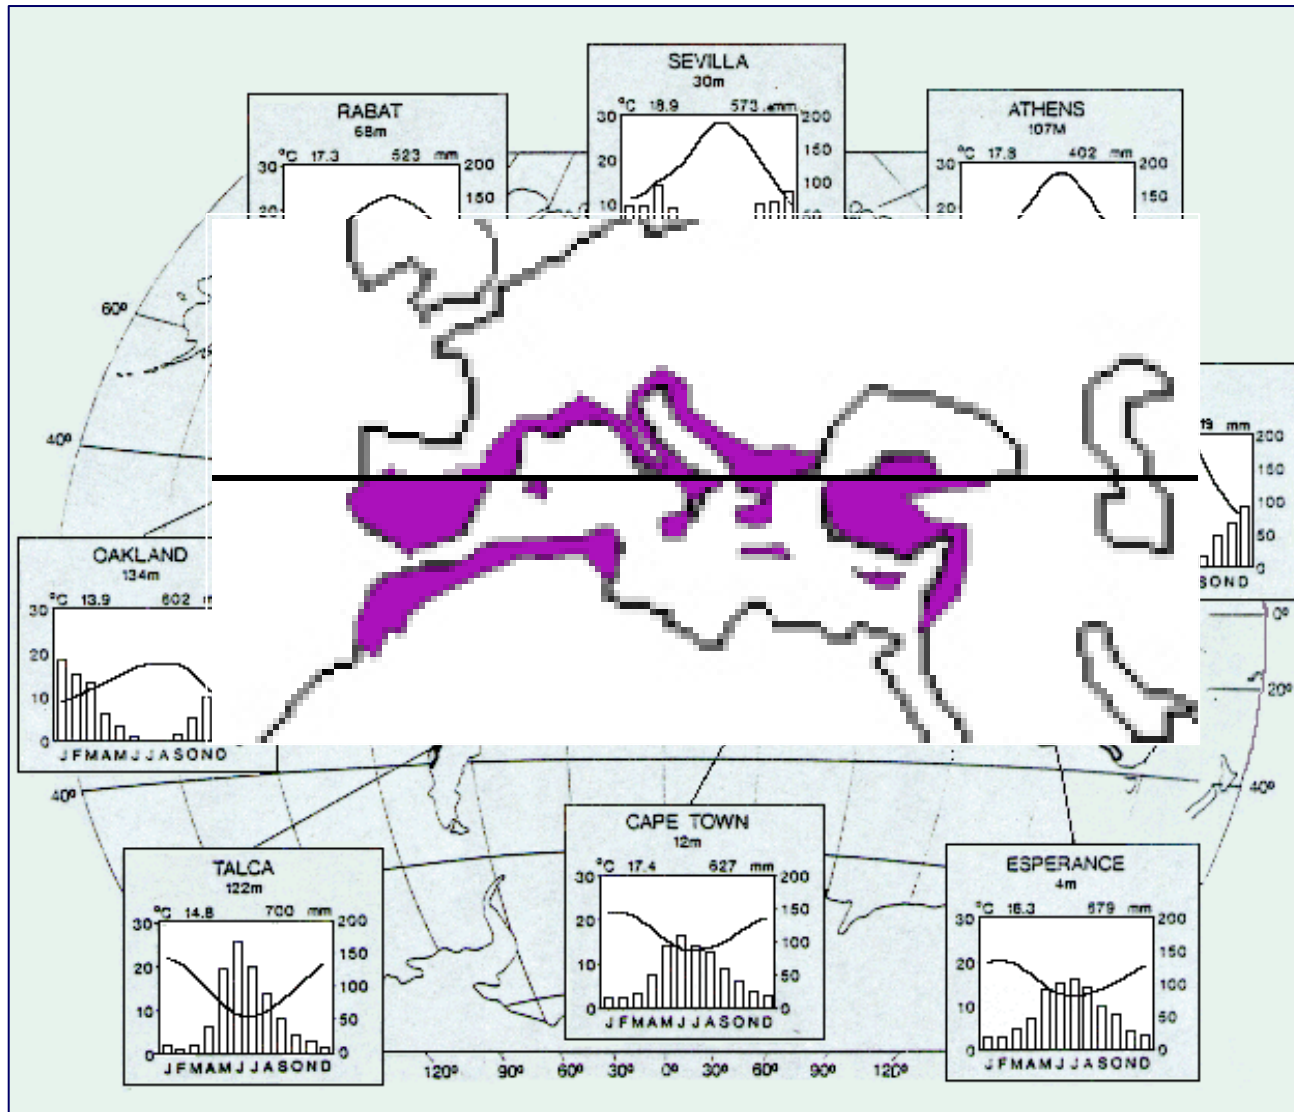 SEVILLA
30m
°C 18.9 573 mm
30 200
20 150
10 100
RABAT
68m
°C 17.3 523 mm
30 200
20 150
ATHENS
107M
°C 17.8 402 mm
30 200
20 150
60º
40º
mm
200
150
100
50
0
SOND
OAKLAND
134m
°C 13.9 602
30
20
10
0
J F M A M J J A S O N D
0º
20º
40º
40º
TALCA
122m
°C 14.8 700 mm
30 200
20 150
10 100
50
0 0
J F M A M J J A S O N D
CAPE TOWN
12m
°C 17.4 627 mm
30 200
20 150
10 100
50
0 0
J F M A M J J A S O N D
ESPERANCE
4m
°C 16.3 679 mm
30 200
20 150
10 100
50
0 0
J F M A M J J A S O N D
120º 90º 60º 30º 0º 30º 60º 90º 120º